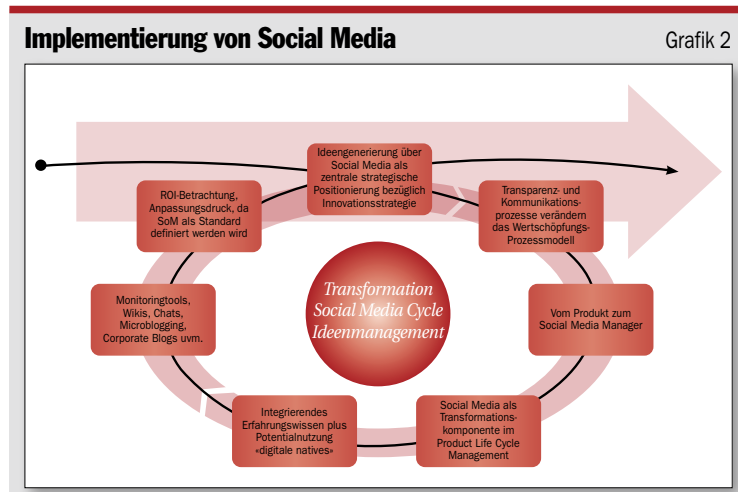 Implementierung von Social Media
Grafik 2
Ideengenerierung über
Social Media als
zentrale strategische
Positionierung bezüglich
Innovationsstrategie
ROI-Betrachtung,
Anpassungsdruck, da
SoM als Standard
definiert werden wird
Transparenz- und
Kommunikations-
prozesse verändern
das Wertschöpfungs-
Prozessmodell
Transformation
Social Media Cycle
Ideenmanagement
Monitoringtools,
Wikis, Chats,
Microblogging,
Corporate Blogs uvm.
Vom Produkt zum
Social Media Manager
Integrierendes
Erfahrungswissen plus
Potentialnutzung
«digitale natives»
Social Media als
Transformations-
komponente im
Product Life Cycle
Management